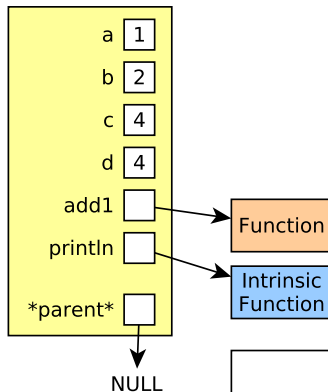 a 1
b 2
c 4
d 4
add1
Function
println
Intrinsic
Function
*parent*
NULL